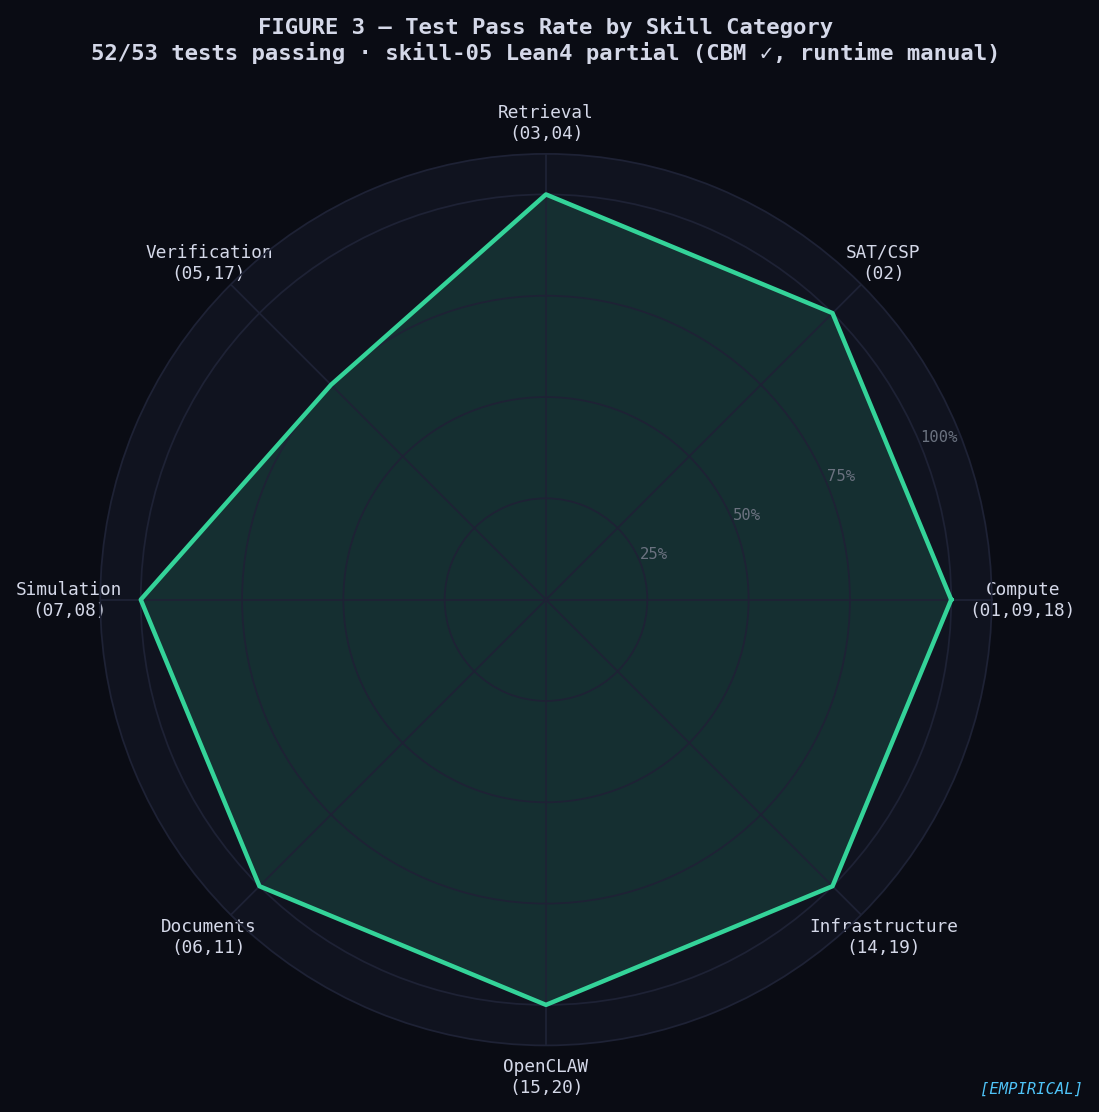 FIGURE 3 — Test Pass Rate by Skill Category
52/53 tests passing · skill-05 Lean4 partial (CBM ✓, runtime manual)
Retrieval
(03,04)
Verification
(05,17)
SAT/CSP
(02)
100%
75%
50%
25%
Simulation
(07,08)
Compute
(01,09,18)
Documents
(06,11)
Infrastructure
(14,19)
OpenCLAW
(15,20)
[EMPIRICAL]